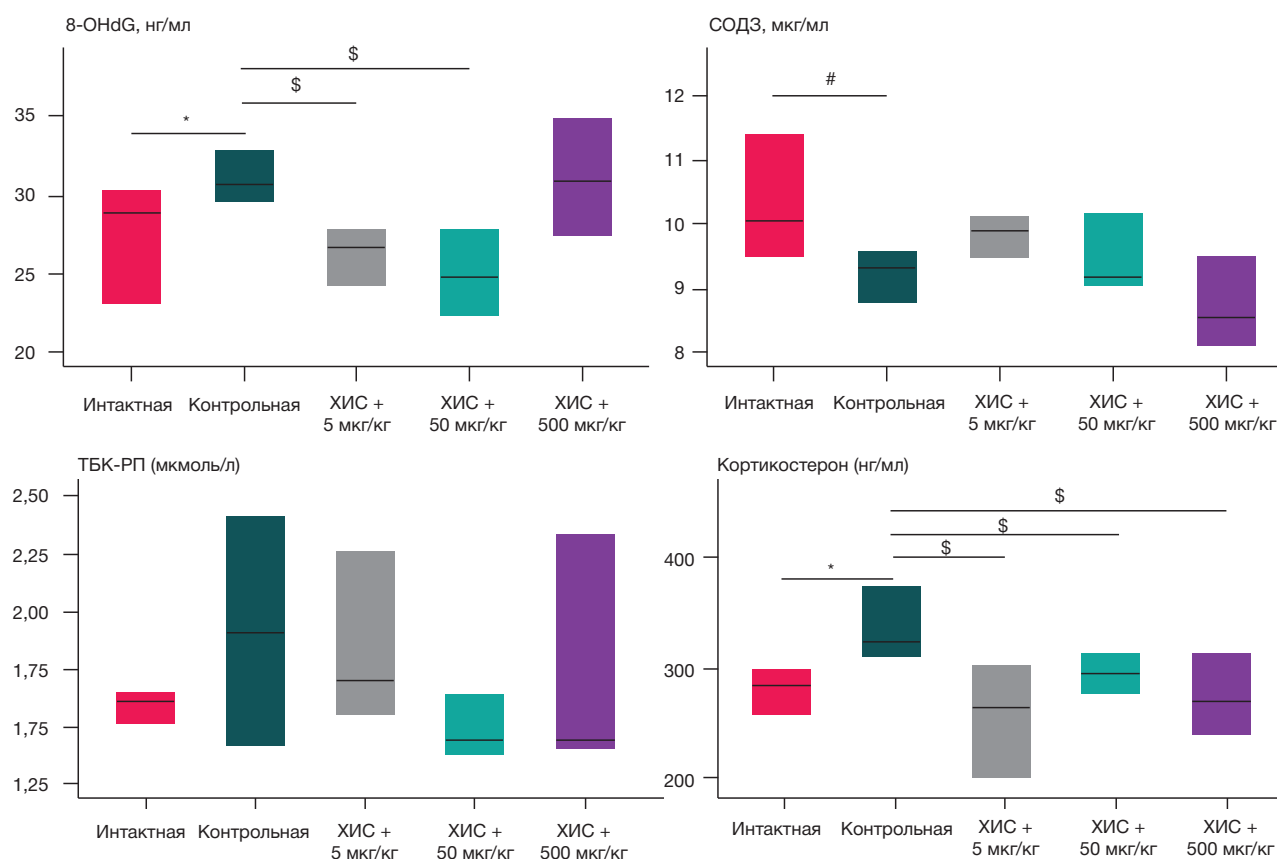 8-OHdG, нг/мл
$
$
*
35
30
25
20
Интактная
Контрольная
ХИС +
5 мкг/кг
ХИС +
50 мкг/кг
ХИС +
500 мкг/кг
СОДЗ, мкг/мл
#
12
11
10
9
8
Интактная
Контрольная
ХИС +
5 мкг/кг
ХИС +
50 мкг/кг
ХИС +
500 мкг/кг
ТБК-РП (мкмоль/л)
2,50
2,25
2,00
1,75
1,75
1,25
Интактная
Контрольная
ХИС +
5 мкг/кг
ХИС +
50 мкг/кг
ХИС +
500 мкг/кг
Кортикостерон (нг/мл)
$
$
$
*
400
300
200
Интактная
Контрольная
ХИС +
5 мкг/кг
ХИС +
50 мкг/кг
ХИС +
500 мкг/кг